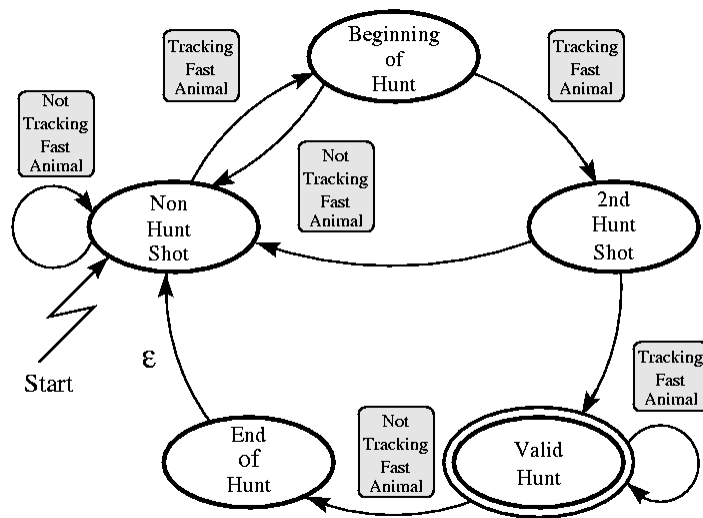 Beginning
of
Hunt
Tracking
Fast
Animal
Tracking
Fast
Animal
Not
Tracking
Fast
Animal
Not
Tracking
Fast
Animal
Non
Hunt
Shot
2nd
Hunt
Shot
Start
ε
Tracking
Fast
Animal
Not
Tracking
Fast
Animal
End
of
Hunt
Valid
Hunt